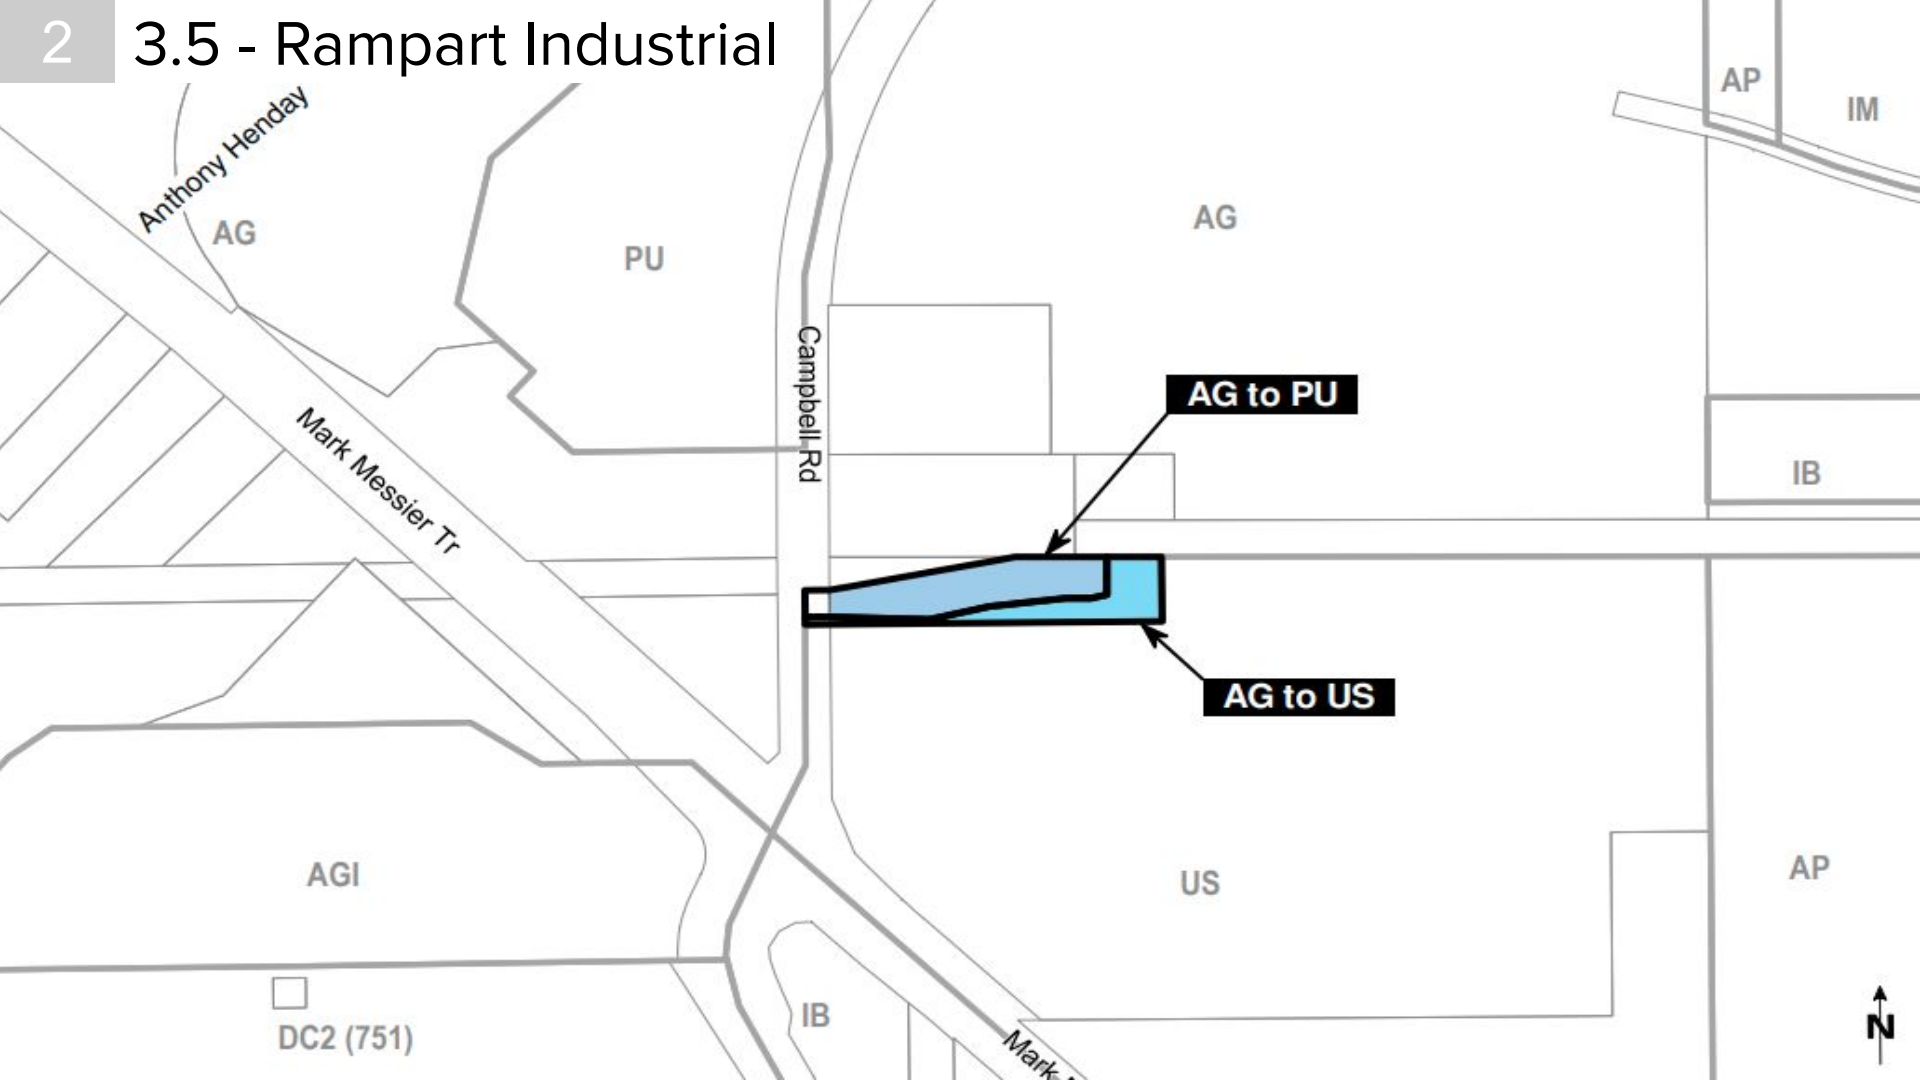 2
3.5 - Rampart Industrial
Anthony Henday
AG
PU
AG
AP
IM
Campbell Rd
AG to PU
Mark Messier Tr
IB
AG to US
AGI
US
AP
DC2 (751)
IB
Mark
N